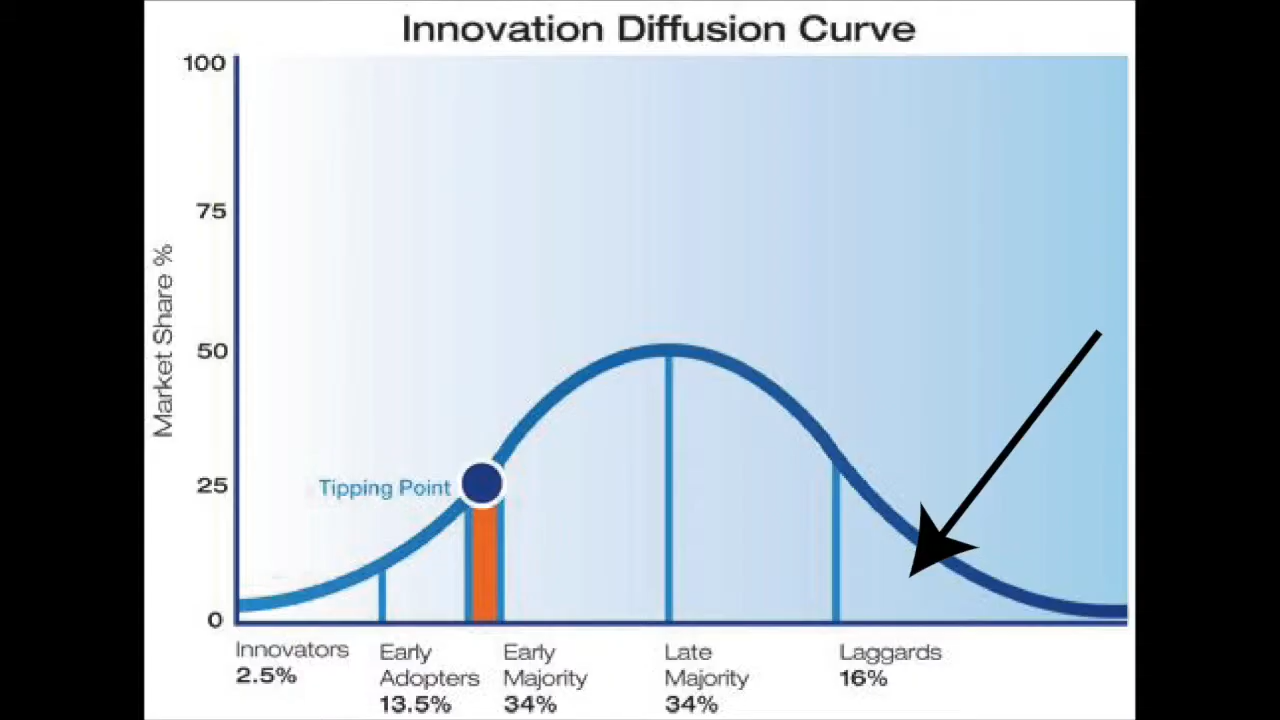 Innovation Diffusion Curve
100
75
50
25
0
Market Share %
Tipping Point
Innovators
2.5%
Early
Adopters
13.5%
Early
Majority
34%
Late
Majority
34%
Laggards
16%